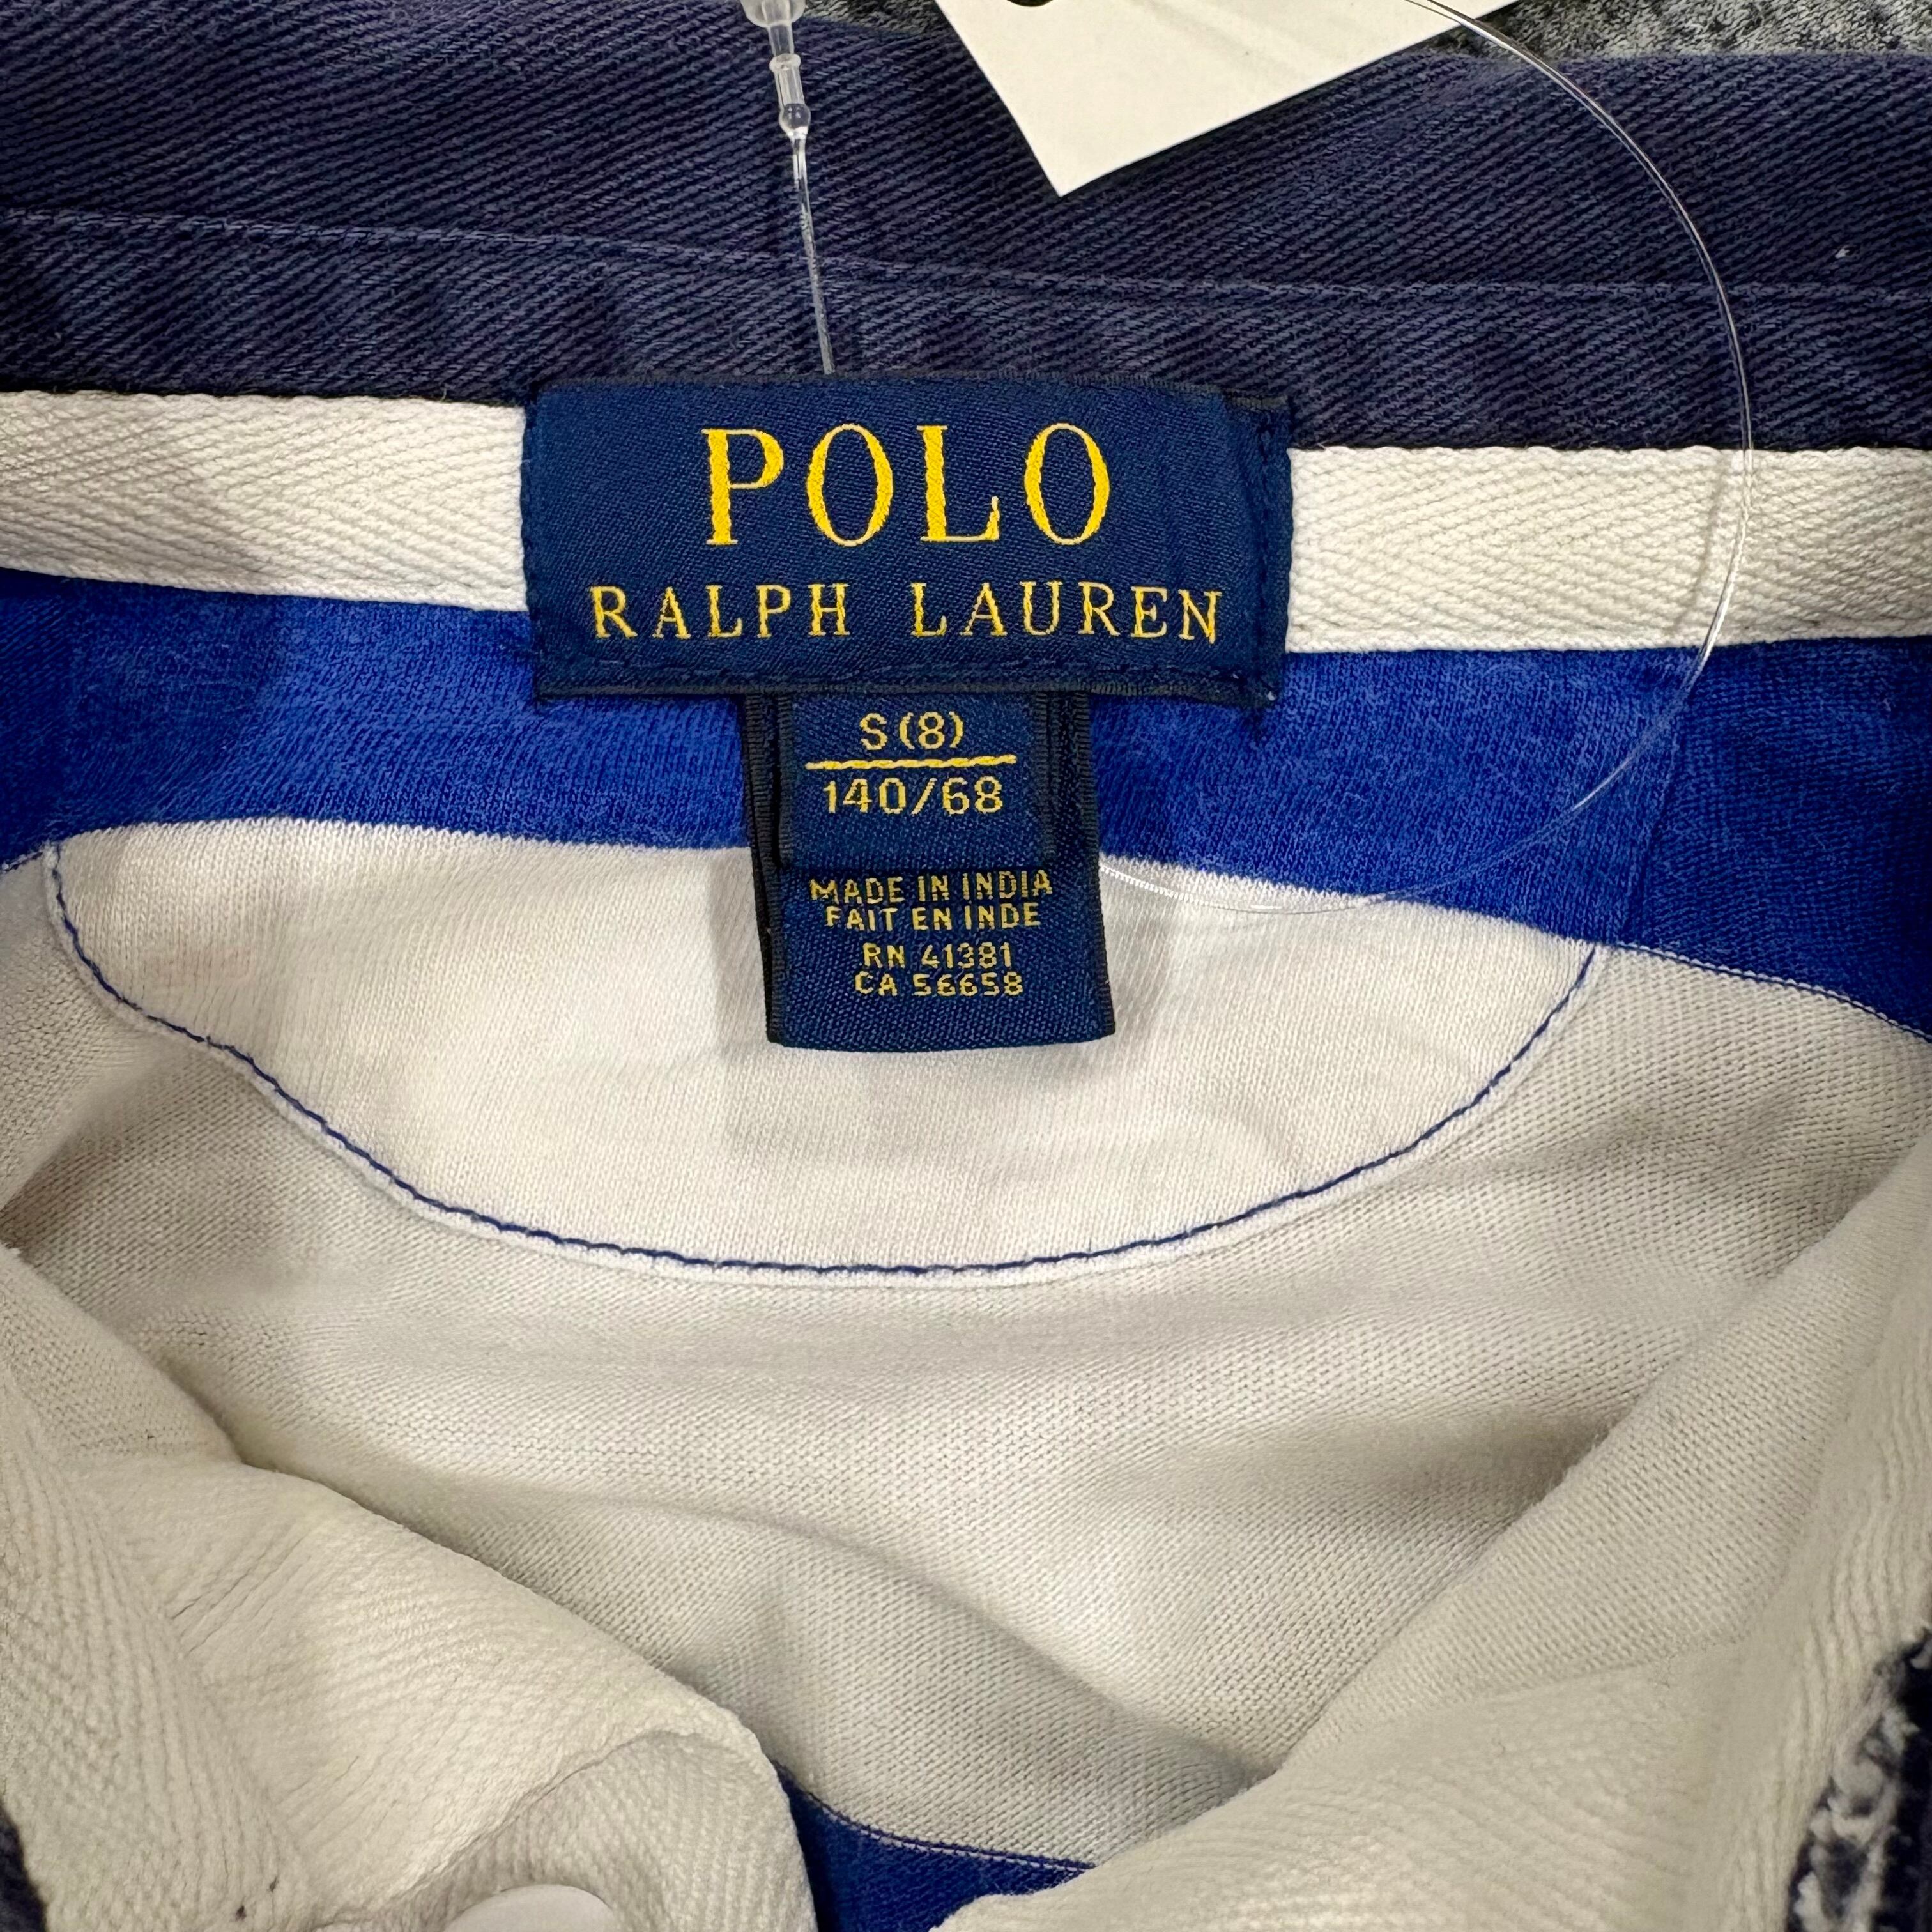 POLO
RALPH LAUREN
S(8)
140/68
MADE IN INDIA
FAIT EN INDE
RN 41381
CA 56658